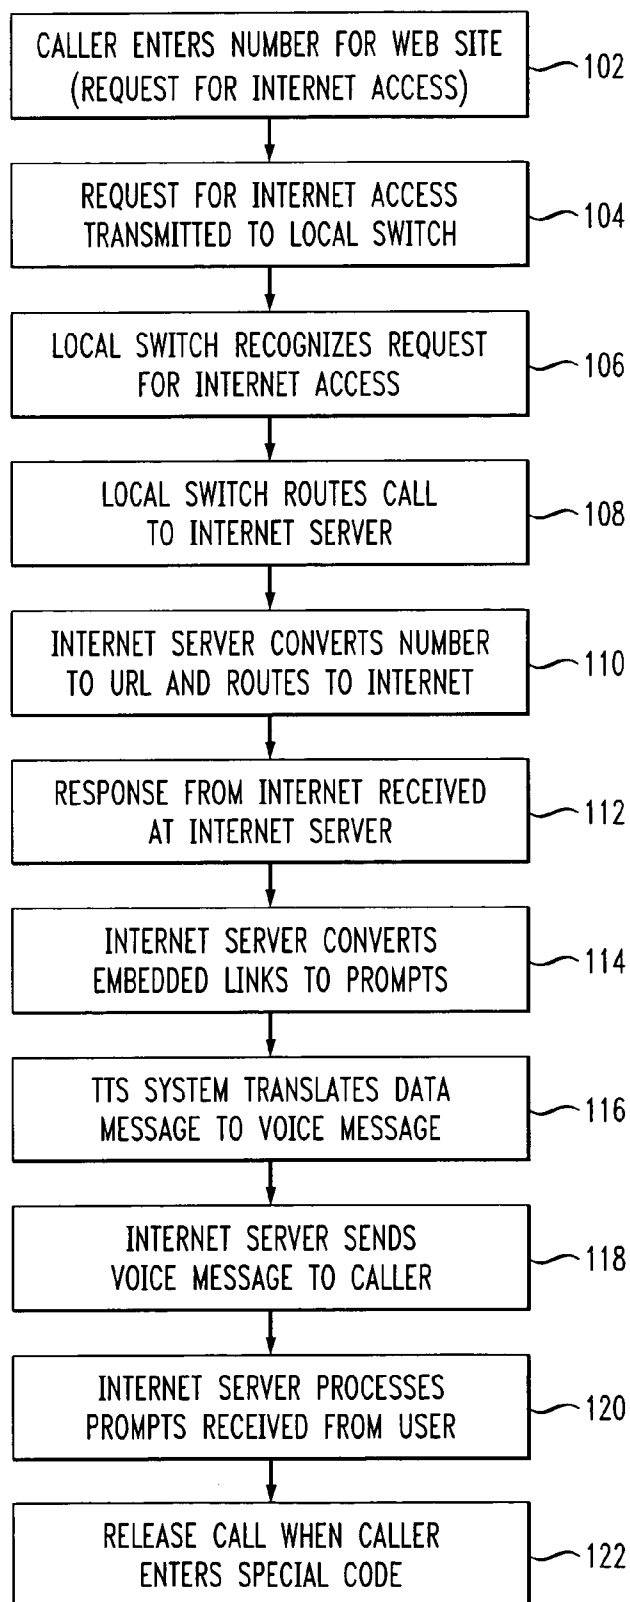 CALLER ENTERS NUMBER FOR WEB SITE
(REQUEST FOR INTERNET ACCESS)
102
REQUEST FOR INTERNET ACCESS
TRANSMITTED TO LOCAL SWITCH
104
LOCAL SWITCH RECOGNIZES REQUEST
FOR INTERNET ACCESS
106
LOCAL SWITCH ROUTES CALL
TO INTERNET SERVER
108
INTERNET SERVER CONVERTS NUMBER
TO URL AND ROUTES TO INTERNET
110
RESPONSE FROM INTERNET RECEIVED
AT INTERNET SERVER
112
INTERNET SERVER CONVERTS
EMBEDDED LINKS TO PROMPTS
114
TTS SYSTEM TRANSLATES DATA
MESSAGE TO VOICE MESSAGE
116
INTERNET SERVER SENDS
VOICE MESSAGE TO CALLER
118
INTERNET SERVER PROCESSES
PROMPTS RECEIVED FROM USER
120
RELEASE CALL WHEN CALLER
ENTERS SPECIAL CODE
122